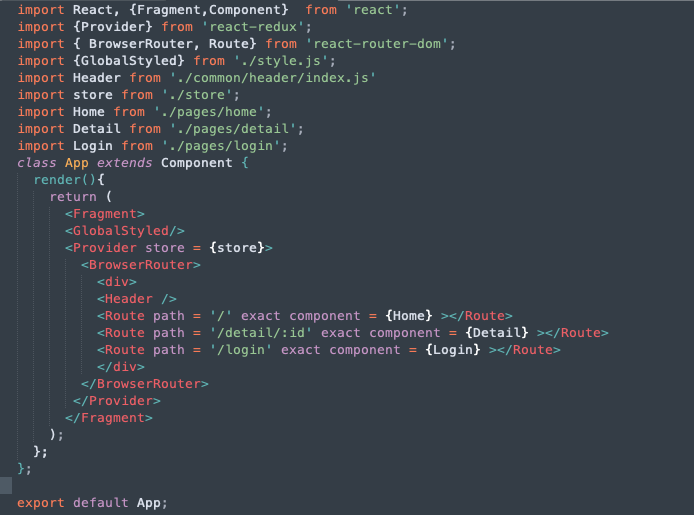 import React, {Fragment,Component}  from 'react';
import {Provider} from 'react-redux';
import { BrowserRouter, Route} from 'react-router-dom';
import {GlobalStyled} from './style.js';
import Header from './common/header/index.js'
import store from './store';
import Home from './pages/home';
import Detail from './pages/detail';
import Login from './pages/login';
class App extends Component {
  render(){
    return (
      <Fragment>
      <GlobalStyled/>
      <Provider store = {store}>
        <BrowserRouter>
          <div>
          <Header />
          <Route path = '/' exact component = {Home} ></Route>
          <Route path = '/detail/:id' exact component = {Detail} ></Route>
          <Route path = '/login' exact component = {Login} ></Route>
          </div>
        </BrowserRouter>
       </Provider>
      </Fragment>
    );
  };
};

export default App;